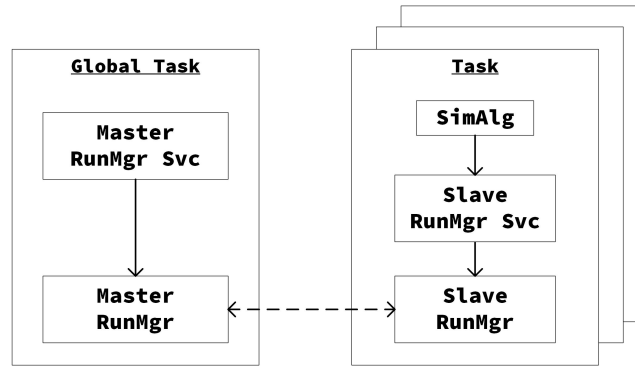 Global Task
Master
RunMgr Svc
Master
RunMgr
Task
SimAlg
Slave
RunMgr Svc
Slave
RunMgr